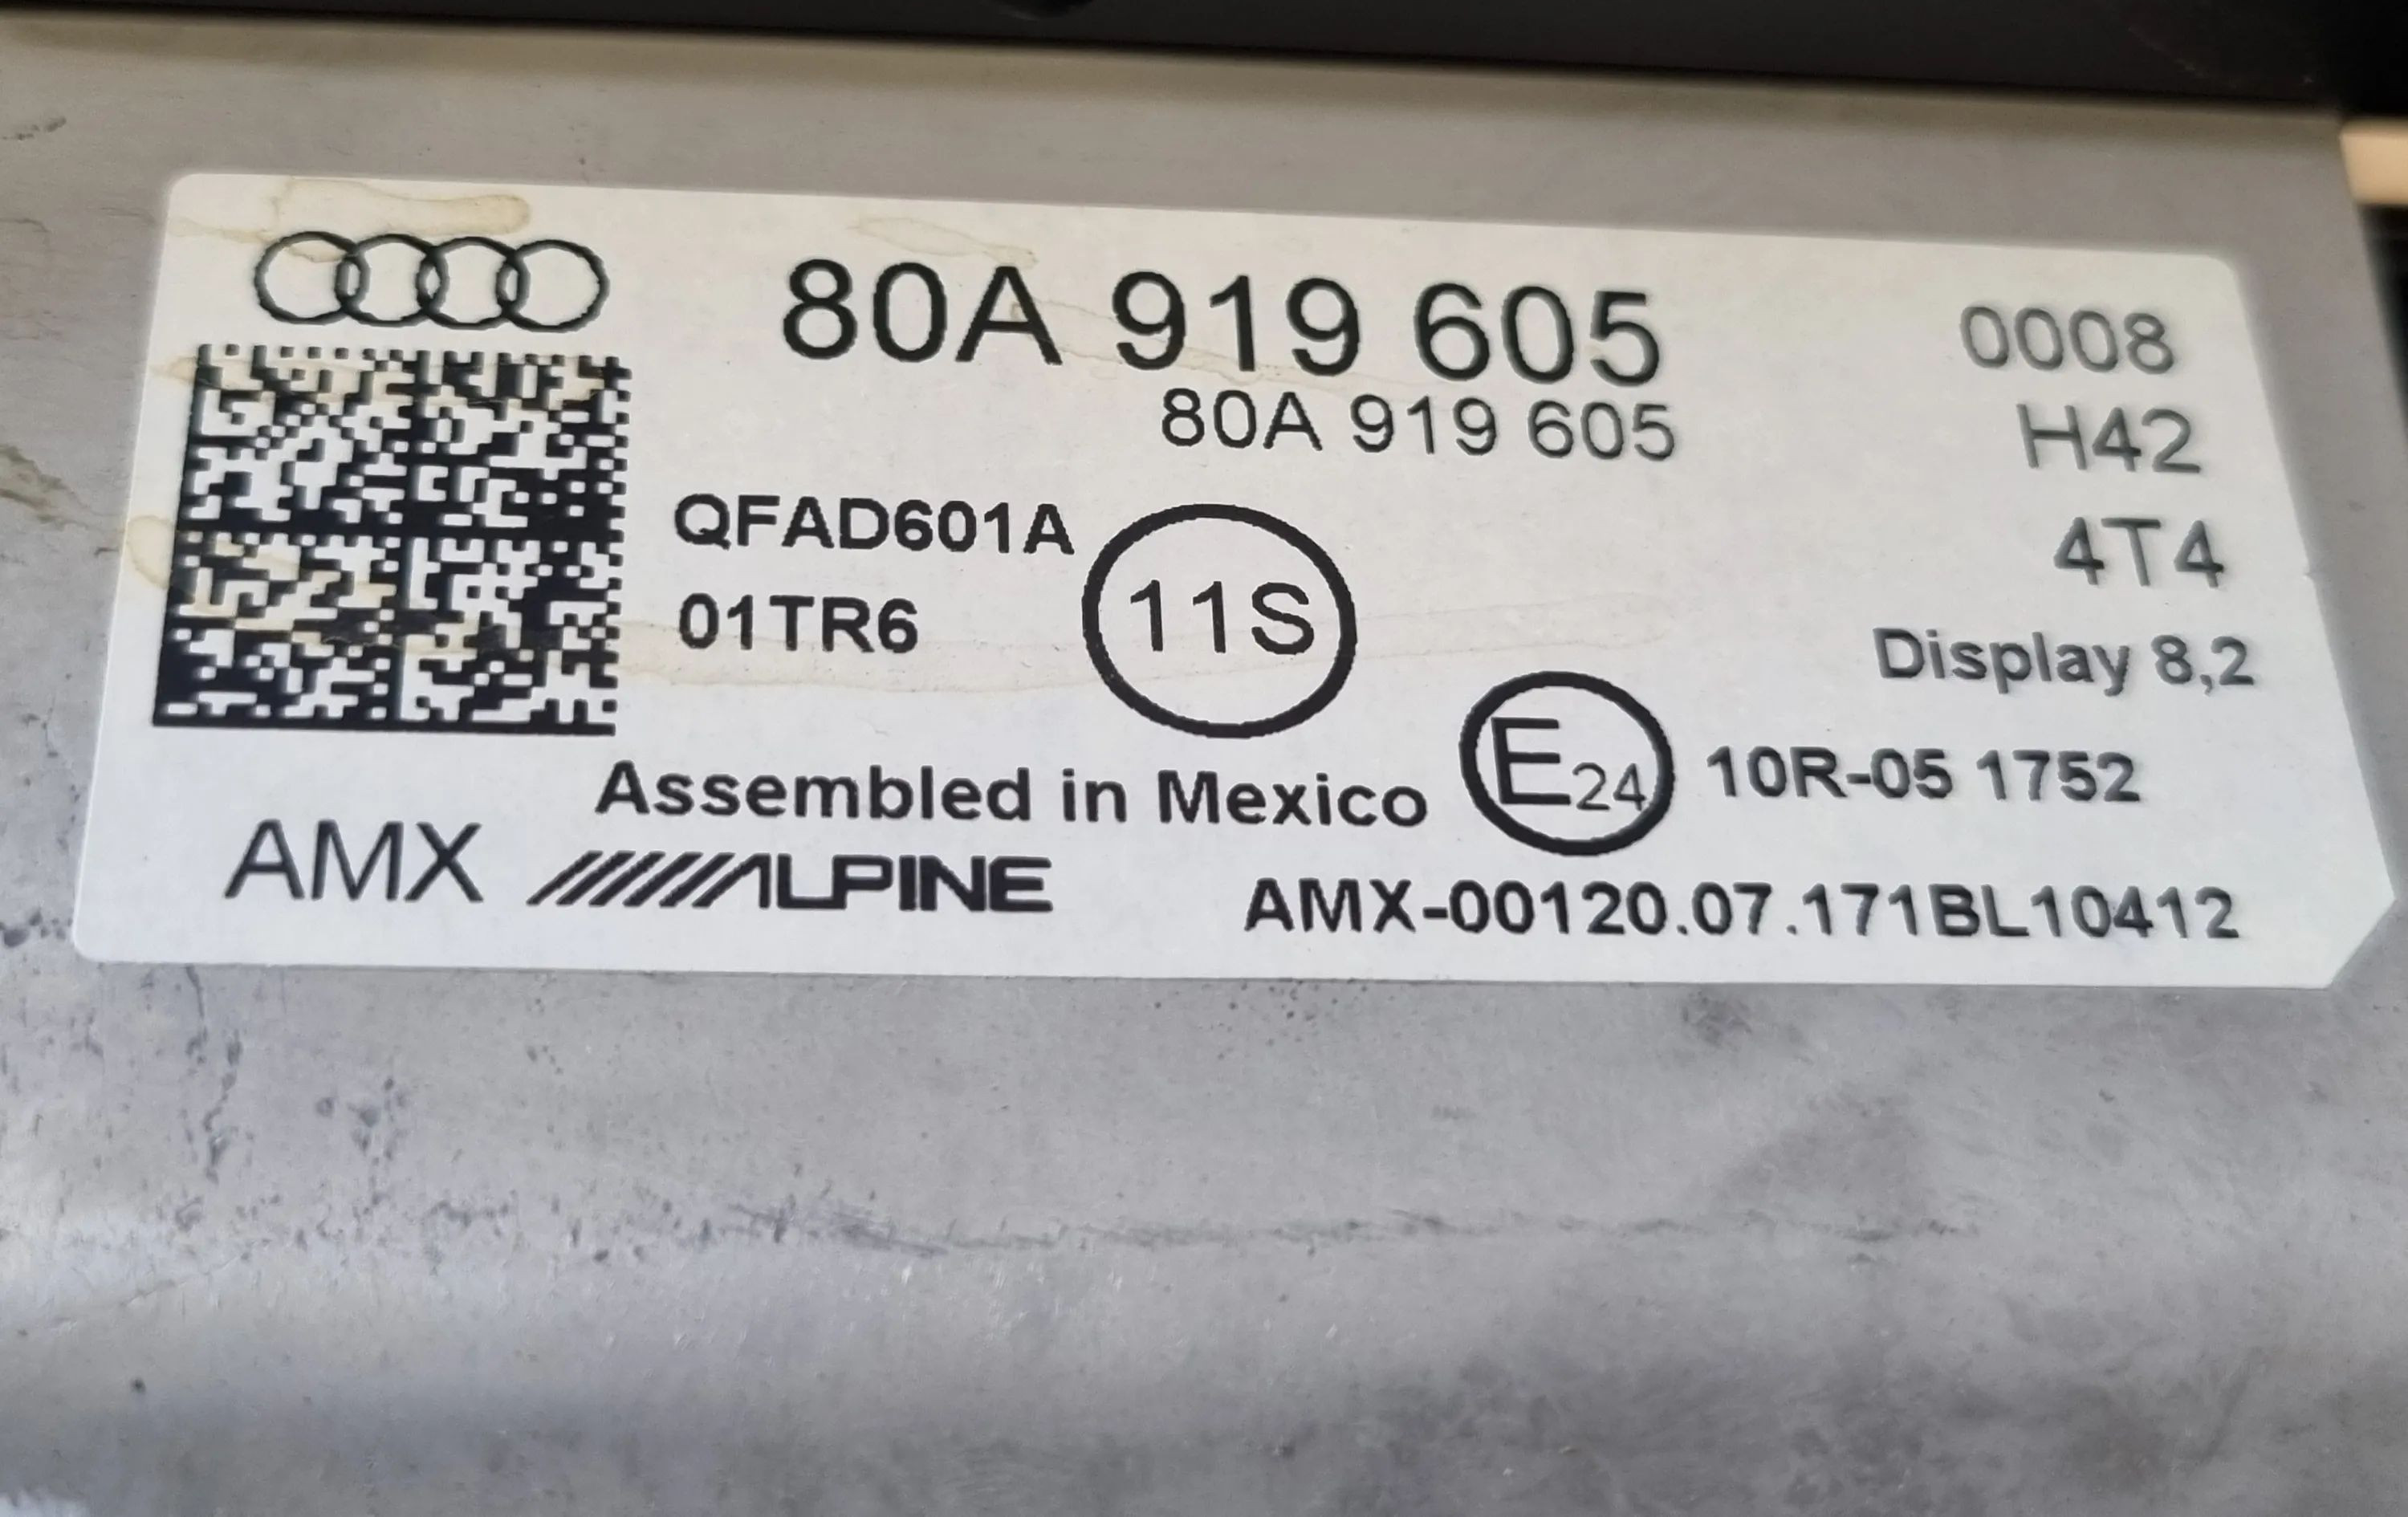 80A 919 605
0008
80A 919 605
H42
QFAD601A
4T4
01TR6
11S
Display 8,2
Assembled in Mexico
E24
10R-05 1752
AMX
ALPINE
AMX-00120.07.171BL10412